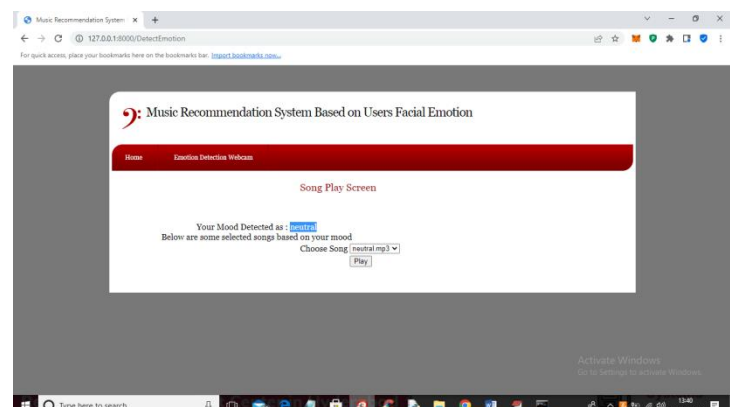 Music Recommendation System
127.0.0.1:8000/DetectEmotion
For quick access, place your bookmarks here on the bookmarks bar. Import bookmarks now...
Music Recommendation System Based on Users Facial Emotion
Home Emotion Detection Webcam
Song Play Screen
Your Mood Detected as : neutral
Below are some selected songs based on your mood
Choose Song neutral mp3
Play
Activate Windows
Go to Settings to activate Windows.
Type here to search
13:40